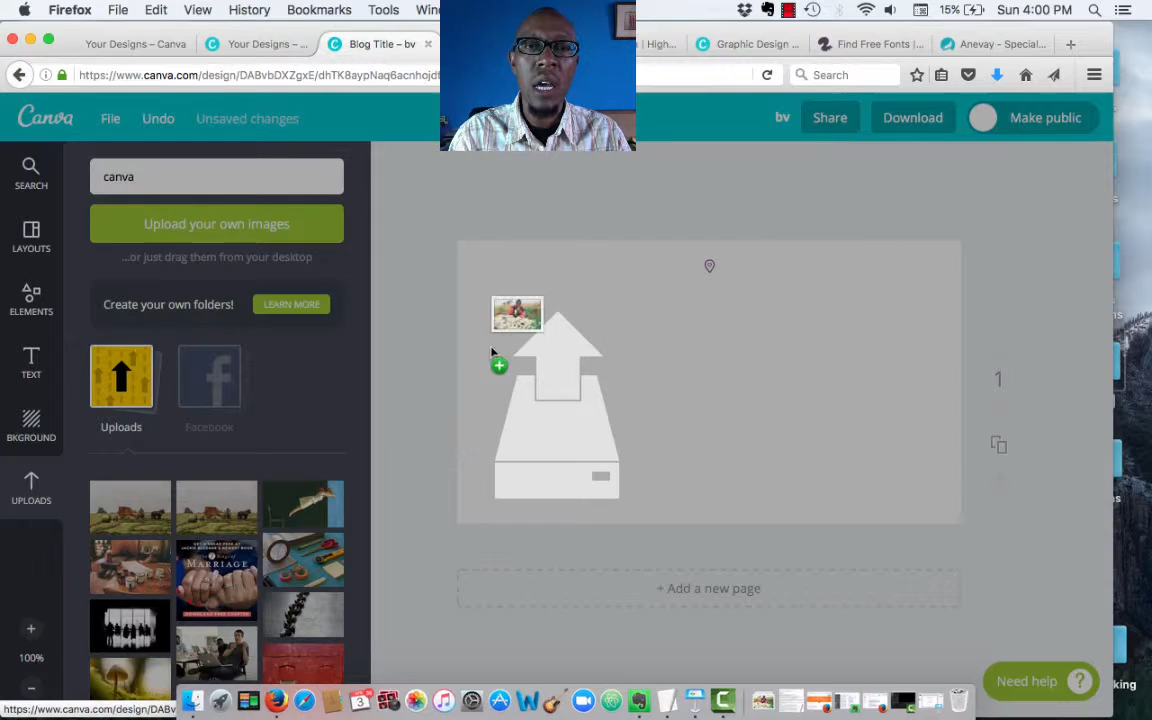 Firefox File Edit View History Bookmarks Tools 15% Sun 4:00 PM
Your Designs – Canva Your Designs – ... Blog Title – bv | High... Graphic Design ... Find Free Fonts |... Anevay - Special...
https://www.canva.com/design/DABvbDXZgxE/dhTK8aypNaq6acnhojdt Search
Canva File Undo Unsaved changes bv Share Download Make public
SEARCH
LAYOUTS
ELEMENTS
TEXT
BKGROUND
UPLOADS
100%
canva
Upload your own images
...or just drag them from your desktop
Create your own folders! LEARN MORE
Uploads Facebook
MARRIAGE
1
+ Add a new page
Need help ?
https://www.canva.com/design/DABv